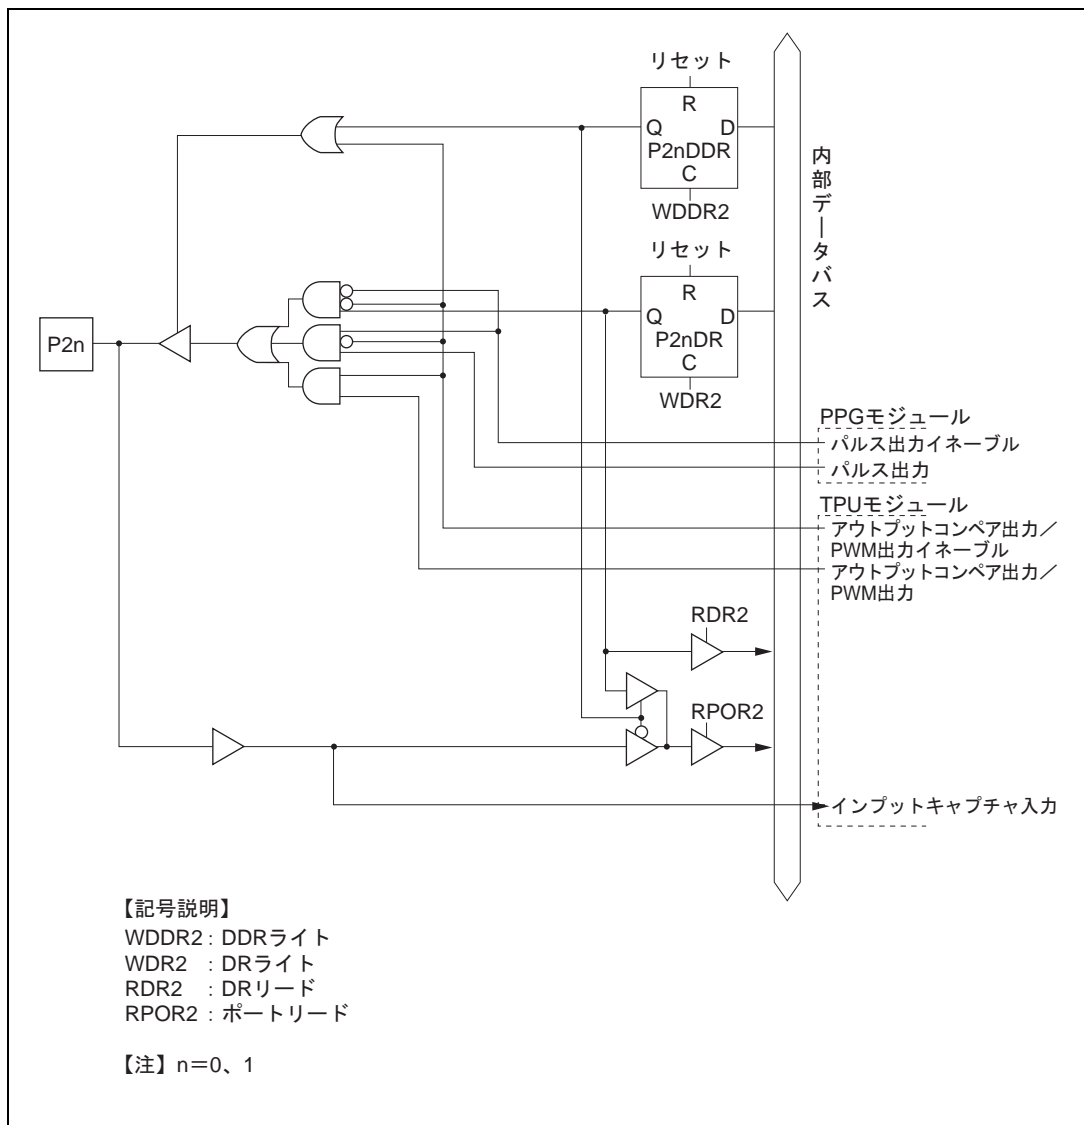 リセット
R
Q D
P2nDDR
C
WDDR2
内部データバス
リセット
R
Q D
P2nDR
C
WDR2
P2n
PPGモジュール
パルス出力イネーブル
パルス出力
TPUモジュール
アウトプットコンペア出力／
PWM出力イネーブル
アウトプットコンペア出力／
PWM出力
RDR2
RPOR2
インプットキャプチャ入力
【記号説明】
WDDR2 : DDRライト
WDR2 : DRライト
RDR2 : DRリード
RPOR2 : ポートリード
【注】 n＝0、1